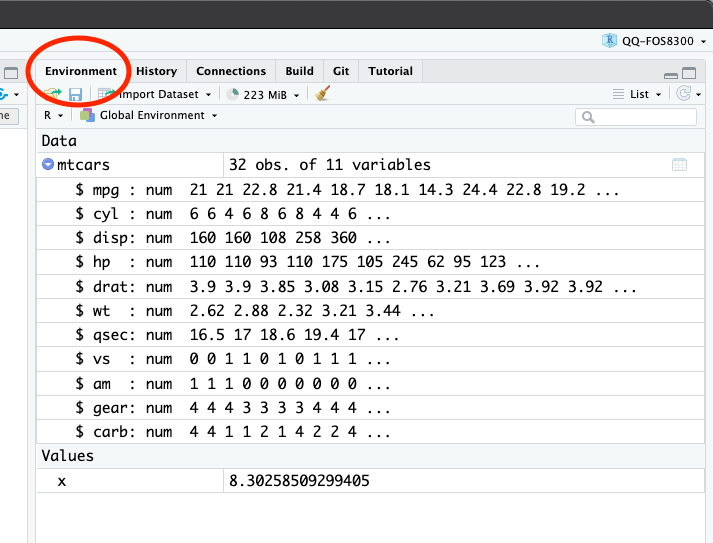 QQ-FOS8300
Environment History Connections Build Git Tutorial
Import Dataset 223 MiB List
R Global Environment
Data
mtcars 32 obs. of 11 variables
$ mpg : num 21 21 22.8 21.4 18.7 18.1 14.3 24.4 22.8 19.2 ...
$ cyl : num 6 6 4 6 8 6 8 4 4 6 ...
$ disp: num 160 160 108 258 360 ...
$ hp : num 110 110 93 110 175 105 245 62 95 123 ...
$ drat: num 3.9 3.9 3.85 3.08 3.15 2.76 3.21 3.69 3.92 3.92 ...
$ wt : num 2.62 2.88 2.32 3.21 3.44 ...
$ qsec: num 16.5 17 18.6 19.4 17 ...
$ vs : num 0 0 1 1 0 1 0 1 1 1 ...
$ am : num 1 1 1 0 0 0 0 0 0 0 ...
$ gear: num 4 4 4 3 3 3 3 4 4 4 ...
$ carb: num 4 4 1 1 2 1 4 2 2 4 ...
Values
x 8.30258509299405